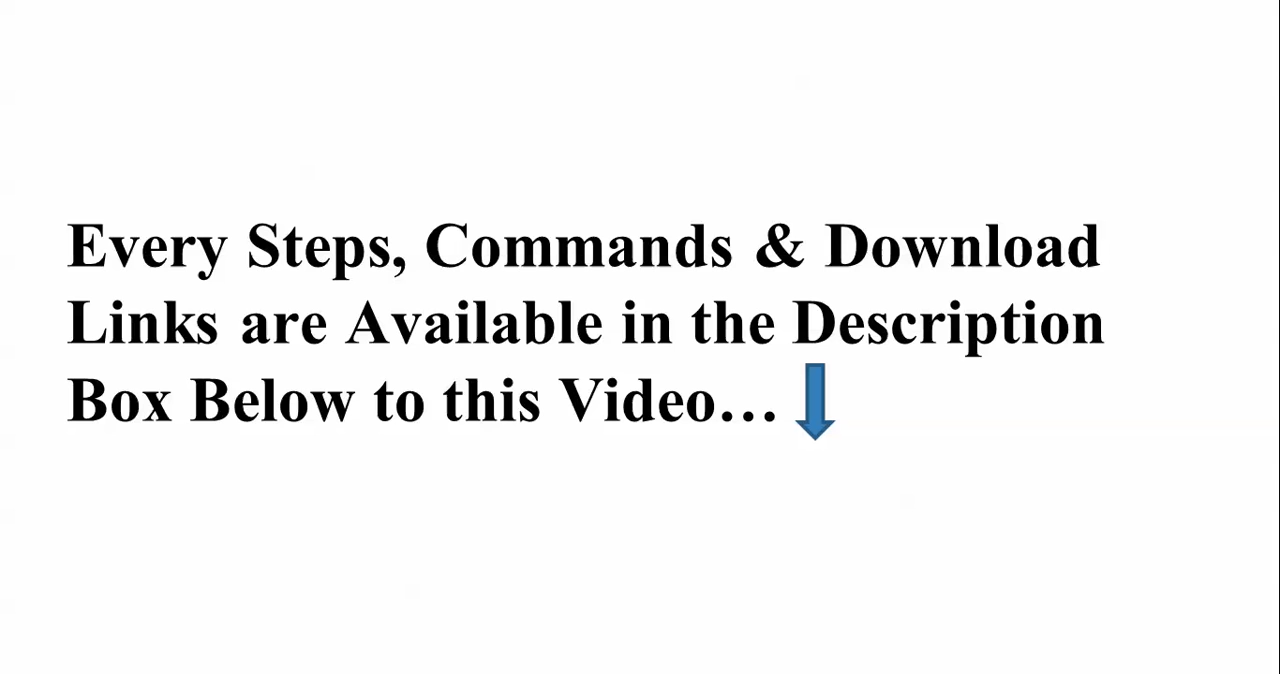 Every Steps, Commands & Download
Links are Available in the Description
Box Below to this Video…